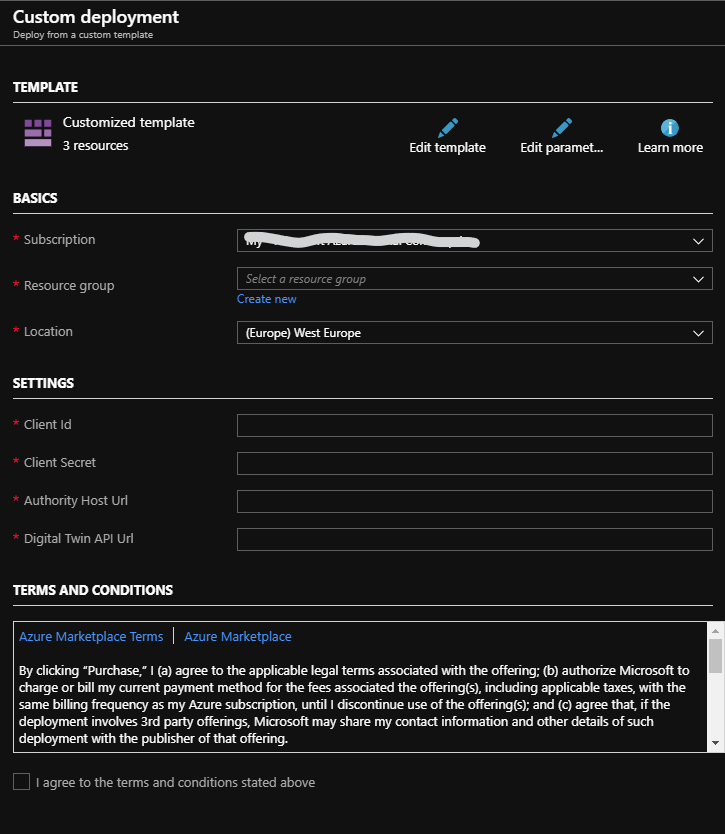 Custom deployment
Deploy from a custom template
TEMPLATE
Customized template
3 resources
Edit template
Edit paramet...
Learn more
BASICS
* Subscription
My
* Resource group
Select a resource group
Create new
* Location
(Europe) West Europe
SETTINGS
* Client Id
* Client Secret
* Authority Host Url
* Digital Twin API Url
TERMS AND CONDITIONS
Azure Marketplace Terms | Azure Marketplace
By clicking “Purchase,” I (a) agree to the applicable legal terms associated with the offering; (b) authorize Microsoft to
charge or bill my current payment method for the fees associated the offering(s), including applicable taxes, with the
same billing frequency as my Azure subscription, until I discontinue use of the offering(s); and (c) agree that, if the
deployment involves 3rd party offerings, Microsoft may share my contact information and other details of such
deployment with the publisher of that offering.
I agree to the terms and conditions stated above